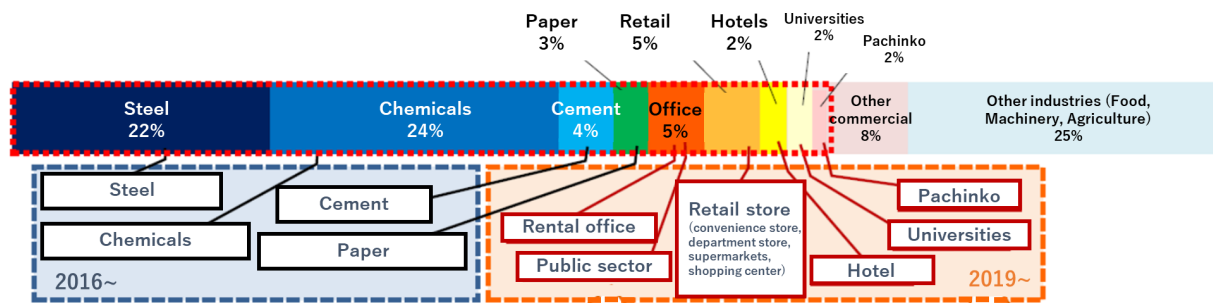 Paper
3%
Retail
5%
Hotels
2%
Universities
2%
Pachinko
2%
Steel
22%
Chemicals
24%
Cement
4%
Office
5%
Other
commercial
8%
Other industries (Food,
Machinery, Agriculture)
25%
Steel
Chemicals
Cement
Paper
2016~
Rental office
Public sector
Retail store
(convenience store,
department store,
supermarkets,
shopping center)
Pachinko
Universities
Hotel
2019~